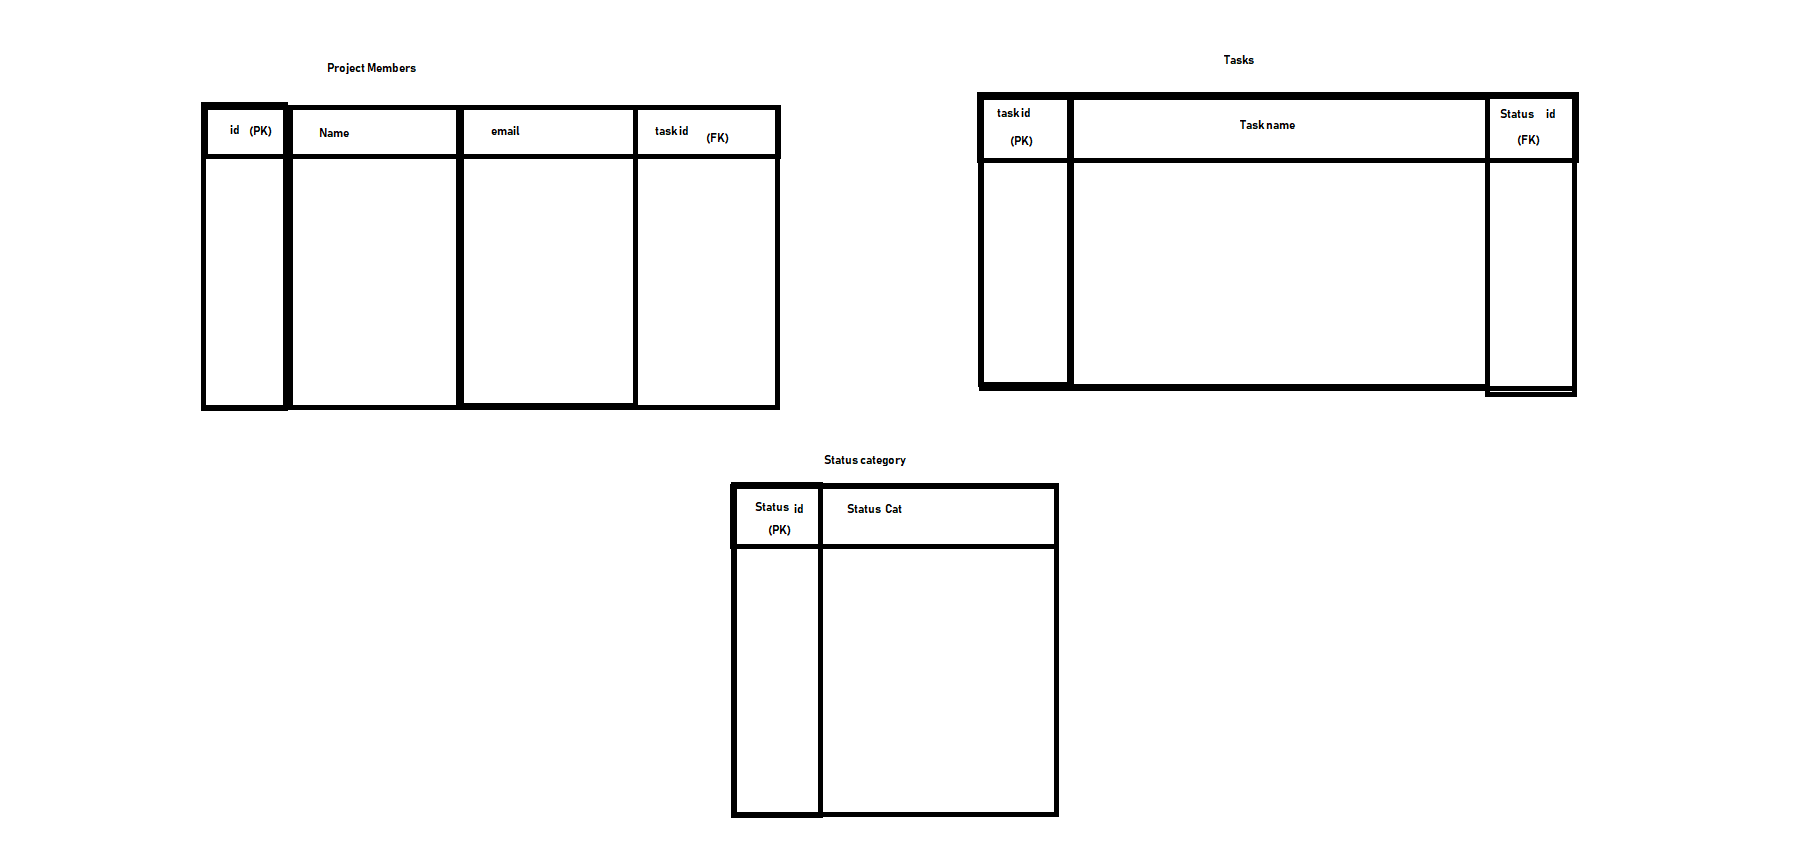 Project Members
id (PK) Name email task id (FK)
Tasks
task id
(PK)
Task name
Status id
(FK)
Status category
Status id
(PK)
Status Cat